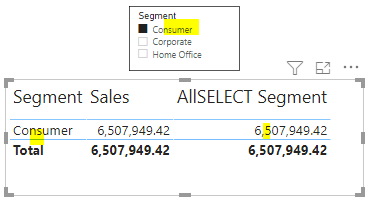 Segment
Consumer
Corporate
Home Office
Segment Sales AllSELECT Segment
Consumer 6,507,949.42 6,507,949.42
Total 6,507,949.42 6,507,949.42